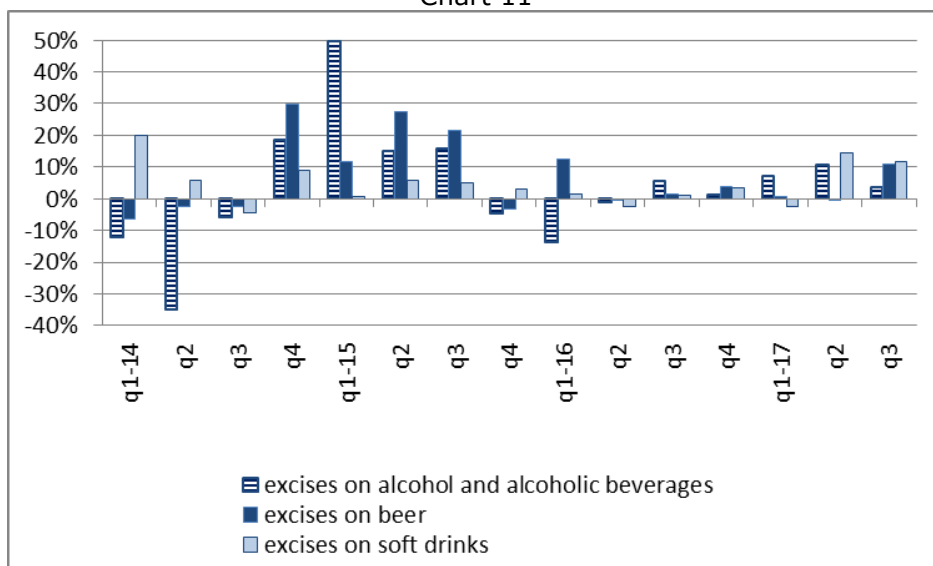 Chart 11
50%
40%
30%
20%
10%
0%
-10%
-20%
-30%
-40%
q1-14
q2
q3
q4
q1-15
q2
q3
q4
q1-16
q2
q3
q4
q1-17
q2
q3
excises on alcohol and alcoholic beverages
excises on beer
excises on soft drinks